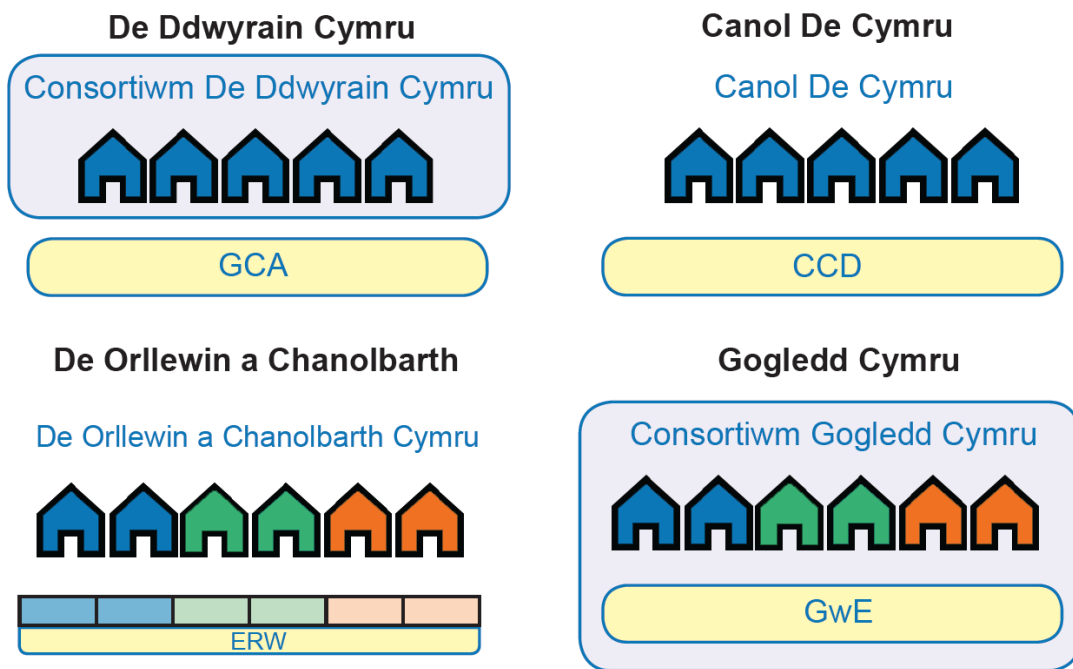 De Ddwyrain Cymru
Consortiwm De Ddwyrain Cymru
GCA
Canol De Cymru
Canol De Cymru
CCD
De Orllewin a Chanolbarth
De Orllewin a Chanolbarth Cymru
ERW
Gogledd Cymru
Consortiwm Gogledd Cymru
GwE